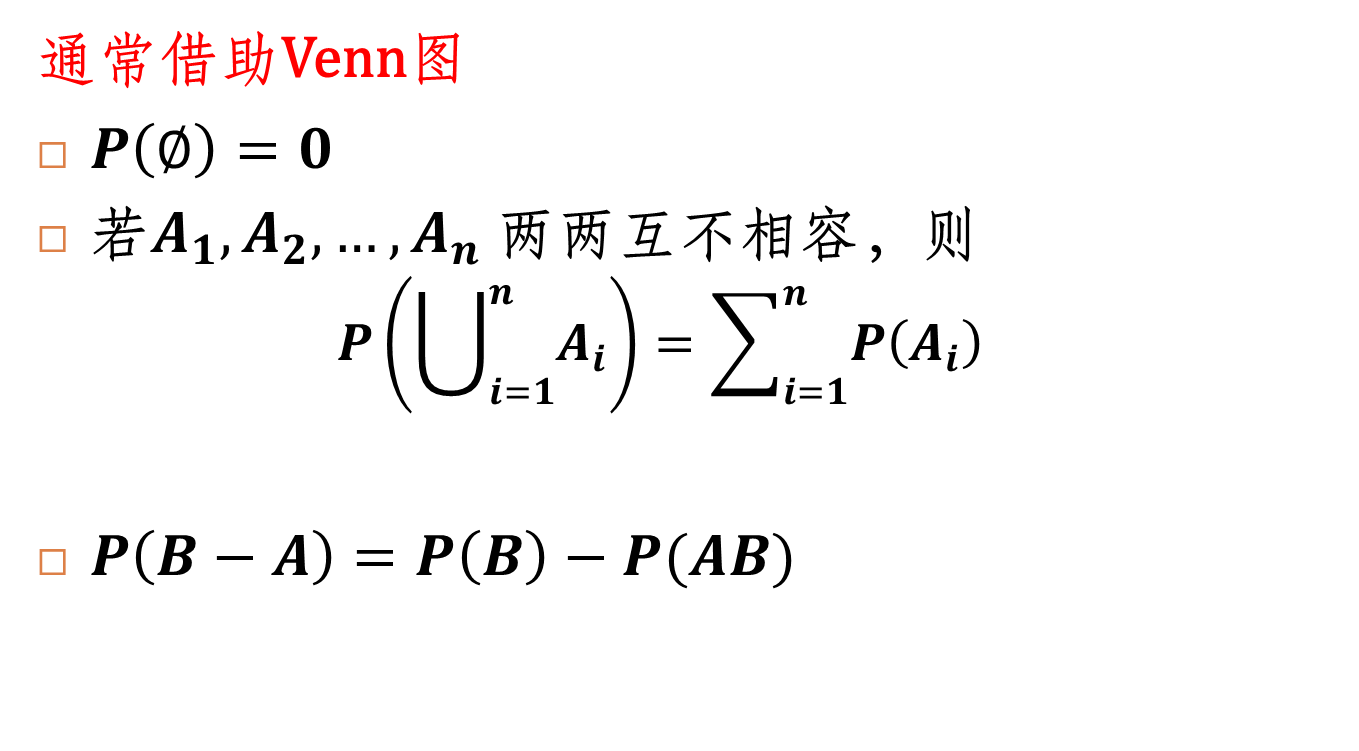 通常借助Venn图
□ P(∅) = 0
□ 若A₁, A₂, … , Aₙ 两两互不相容，则
P(⋃ⁿᵢ₌₁ Aᵢ) = ∑ⁿᵢ₌₁ P(Aᵢ)
□ P(B − A) = P(B) − P(AB)